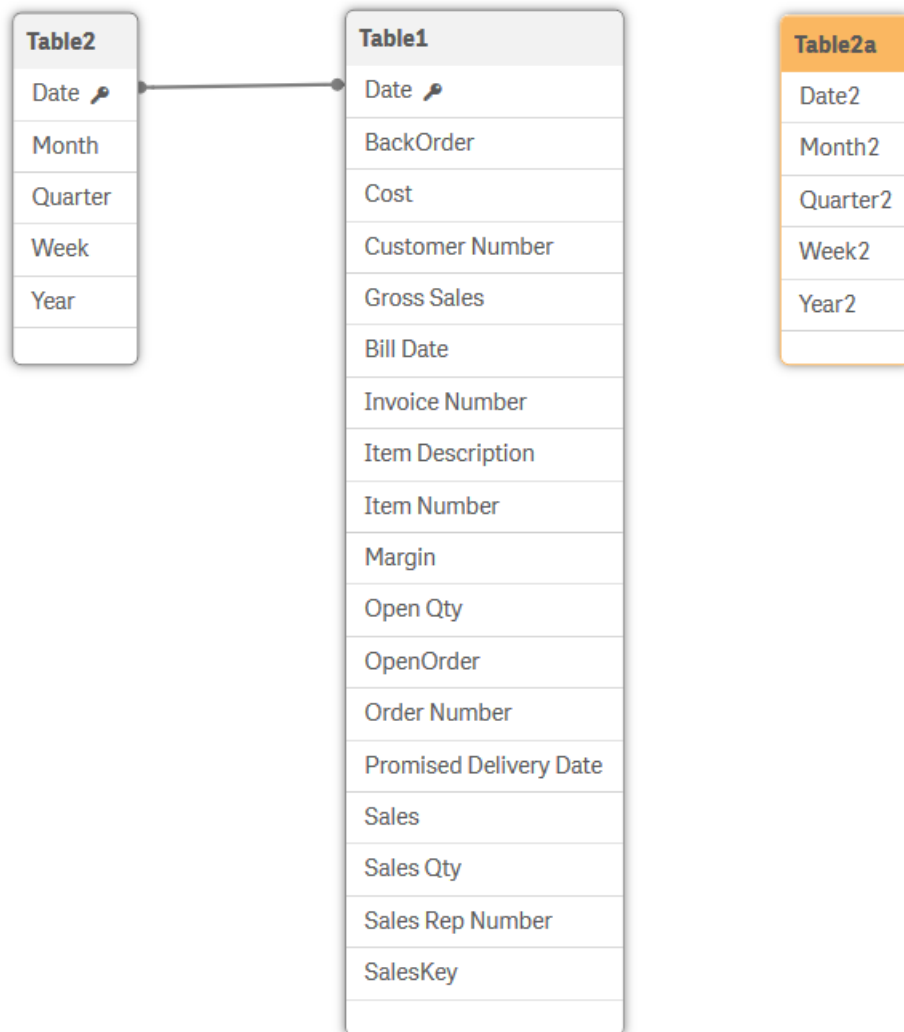 Table2
Date
Month
Quarter
Week
Year
Table1
Date
BackOrder
Cost
Customer Number
Gross Sales
Bill Date
Invoice Number
Item Description
Item Number
Margin
Open Qty
OpenOrder
Order Number
Promised Delivery Date
Sales
Sales Qty
Sales Rep Number
SalesKey
Table2a
Date2
Month2
Quarter2
Week2
Year2